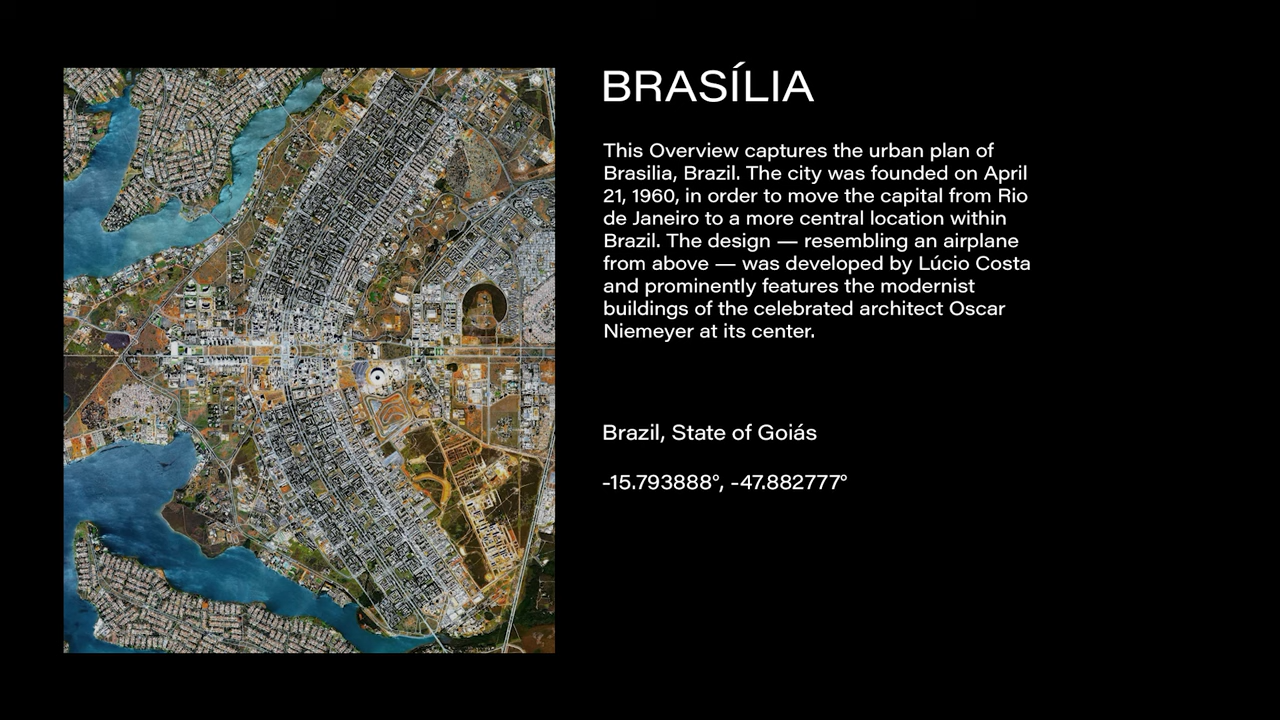 BRASÍLIA
This Overview captures the urban plan of
Brasilia, Brazil. The city was founded on April
21, 1960, in order to move the capital from Rio
de Janeiro to a more central location within
Brazil. The design — resembling an airplane
from above — was developed by Lúcio Costa
and prominently features the modernist
buildings of the celebrated architect Oscar
Niemeyer at its center.
Brazil, State of Goiás
-15.793888°, -47.882777°